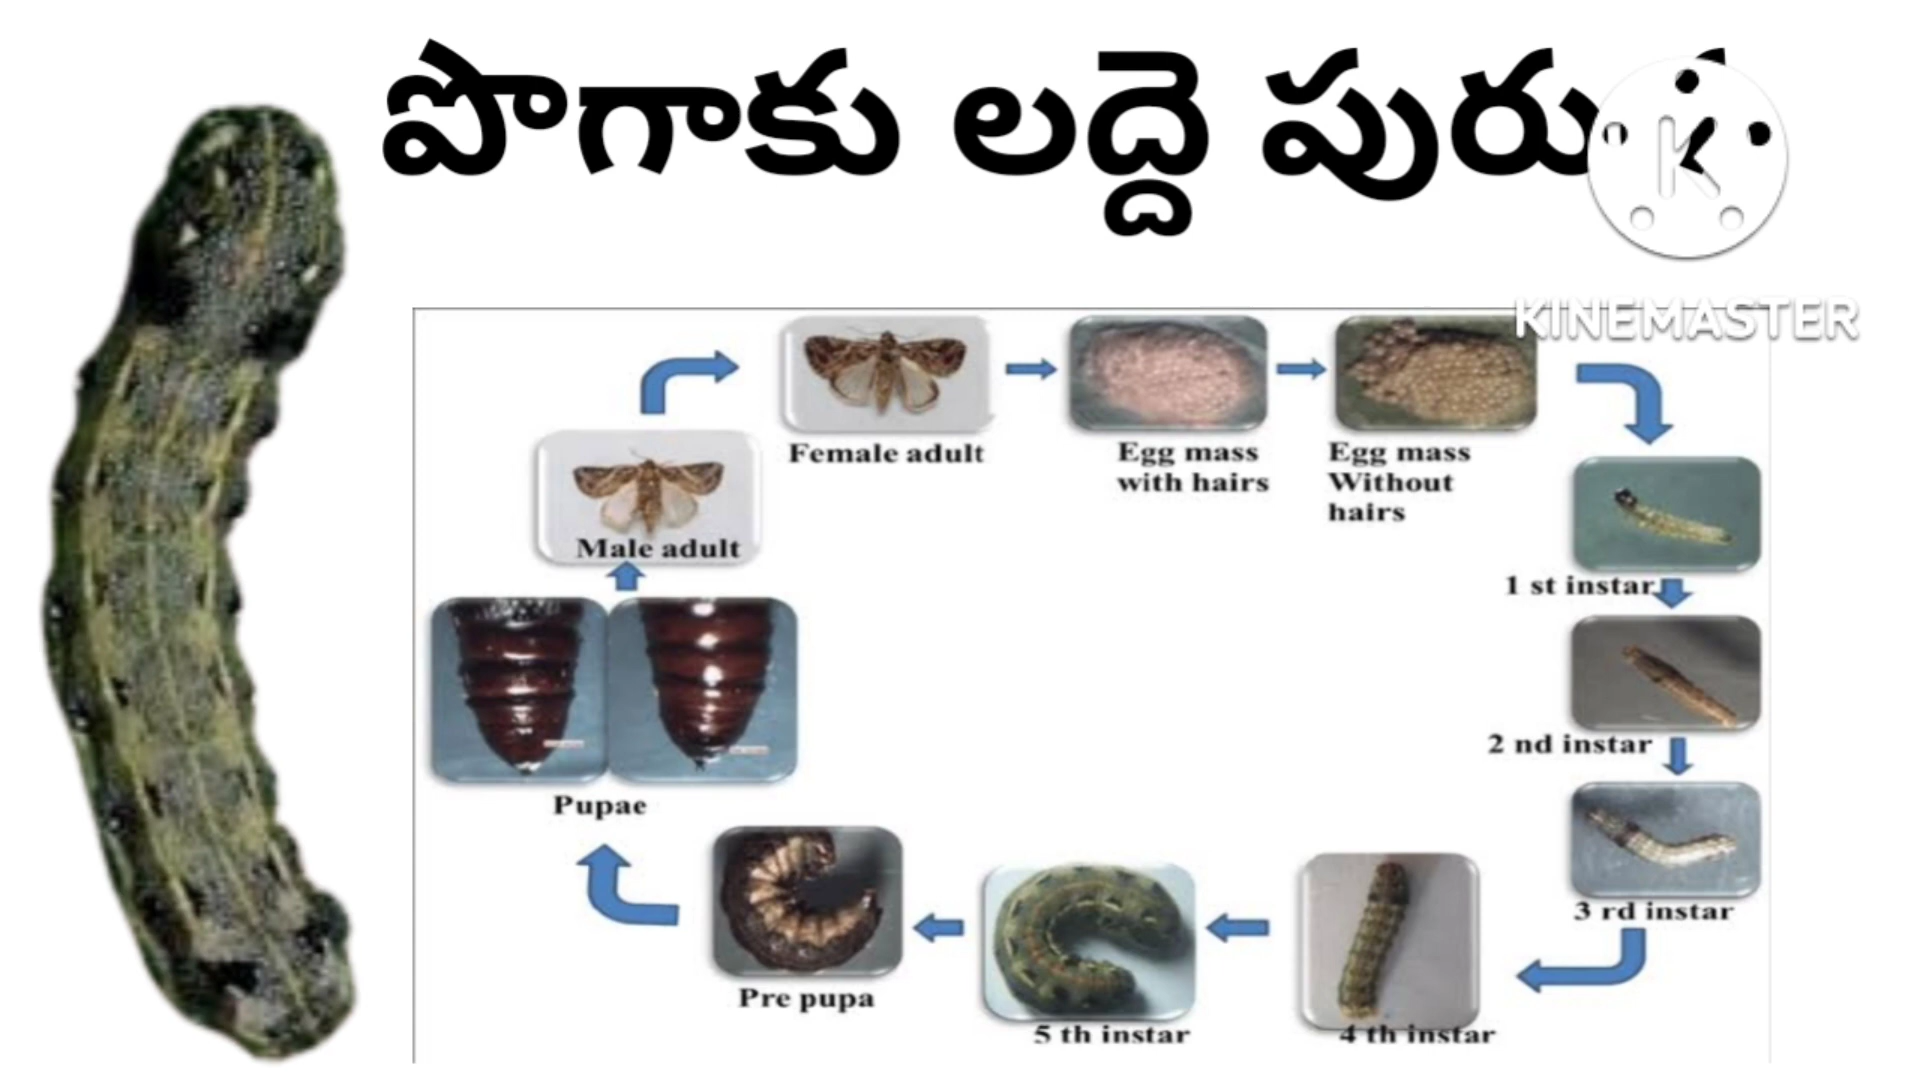 పొగాకు లద్దె
KINEMASTER
Female adult
Egg mass
with hairs
Egg mass
Without
hairs
Male adult
1 st instar
2 nd instar
Pupae
3 rd instar
Pre pupa
5 th instar
4 th instar